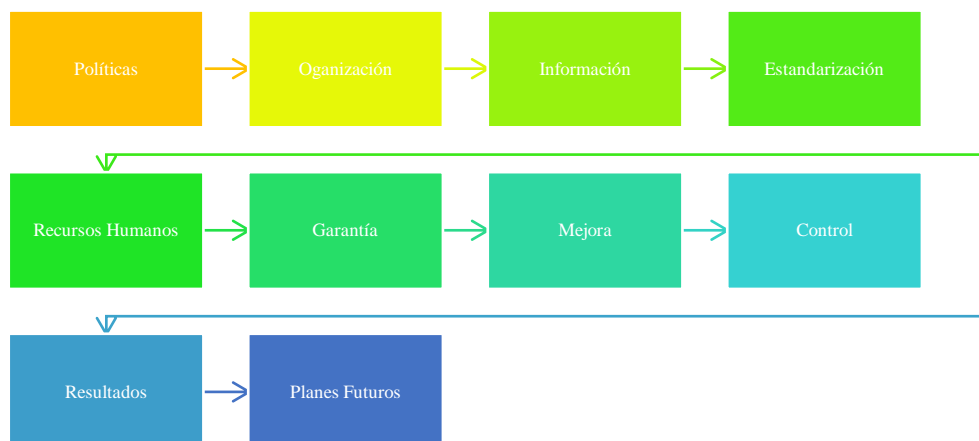 Políticas
Oganización
Información
Estandarización
Recursos Humanos
Garantía
Mejora
Control
Resultados
Planes Futuros